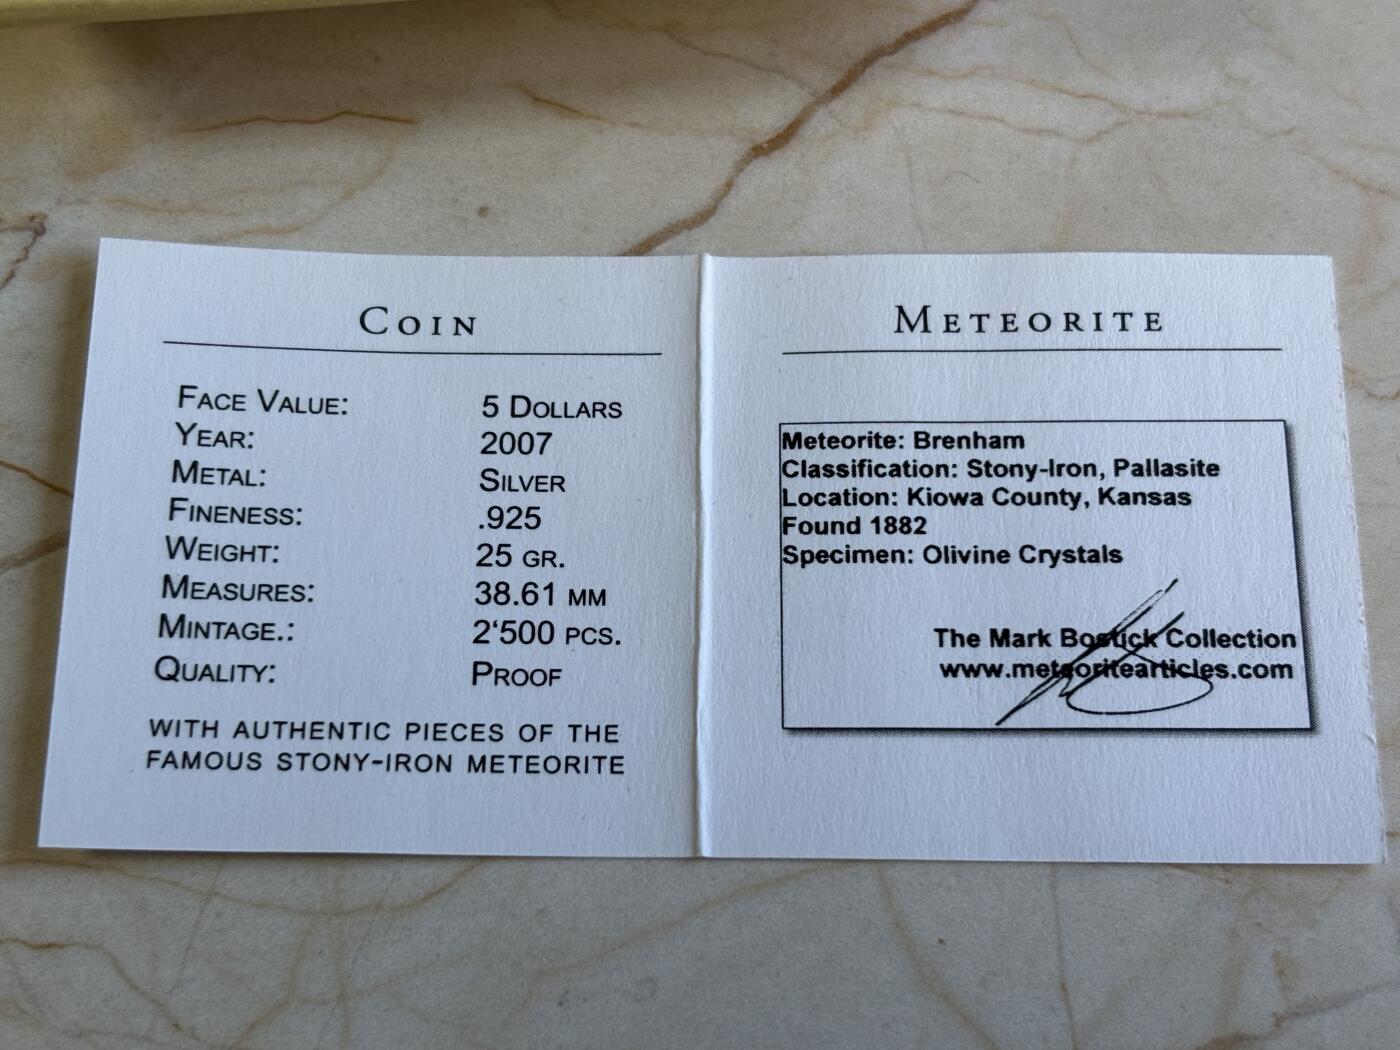 COIN
FACE VALUE: 5 DOLLARS
YEAR: 2007
METAL: SILVER
FINENESS: .925
WEIGHT: 25 GR.
MEASURES: 38.61 MM
MINTAGE.: 2‘500 PCS.
QUALITY: PROOF
WITH AUTHENTIC PIECES OF THE
FAMOUS STONY-IRON METEORITE
METEORITE
Meteorite: Brenham
Classification: Stony-Iron, Pallasite
Location: Kiowa County, Kansas
Found 1882
Specimen: Olivine Crystals
The Mark Bostick Collection
www.meteoritearticles.com